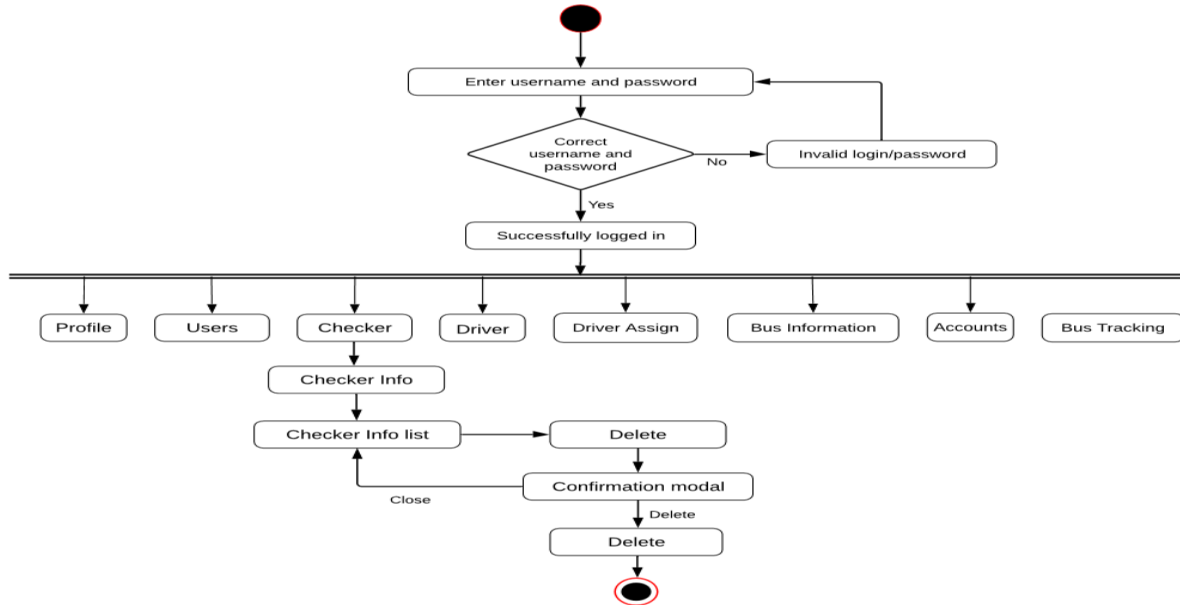 Enter username and password
Correct
username and
password
No
Invalid login/password
Yes
Successfully logged in
Profile
Users
Checker
Driver
Driver Assign
Bus Information
Accounts
Bus Tracking
Checker Info
Checker Info list
Delete
Confirmation modal
Close
Delete
Delete